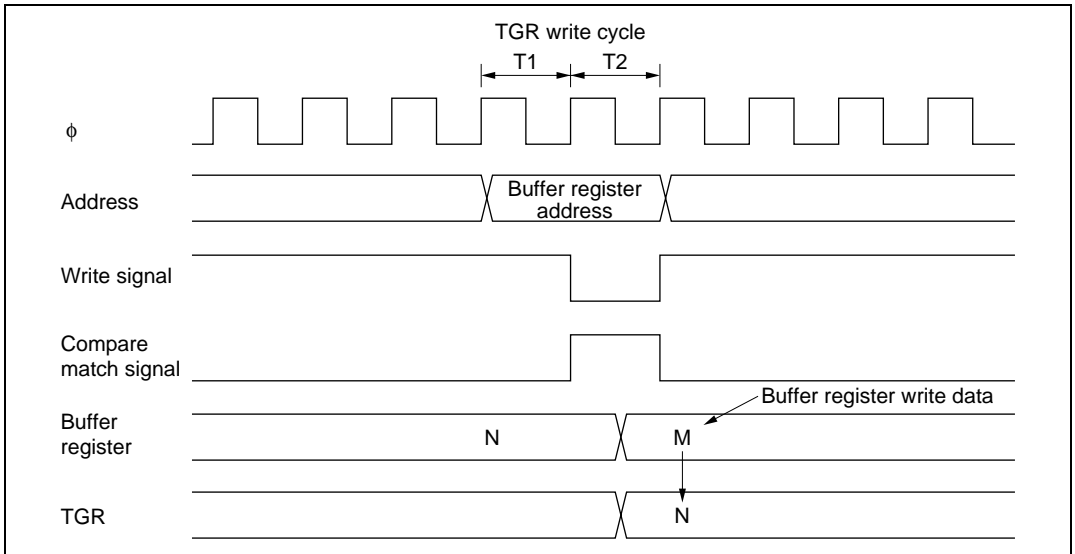 TGR write cycle
T1 T2
ϕ
Address
Buffer register
address
Write signal
Compare
match signal
Buffer register write data
Buffer
register
N M
TGR
N